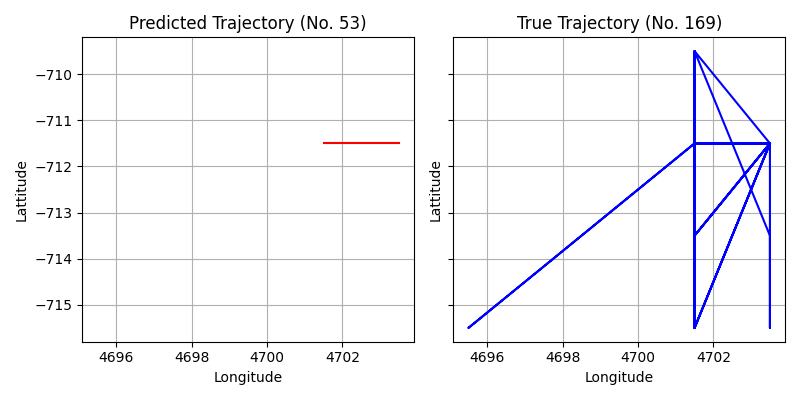 Predicted Trajectory (No. 53)
True Trajectory (No. 169)
Lattitude
−710
−711
−712
−713
−714
−715
4696
4698
4700
4702
Longitude
Lattitude
4696
4698
4700
4702
Longitude